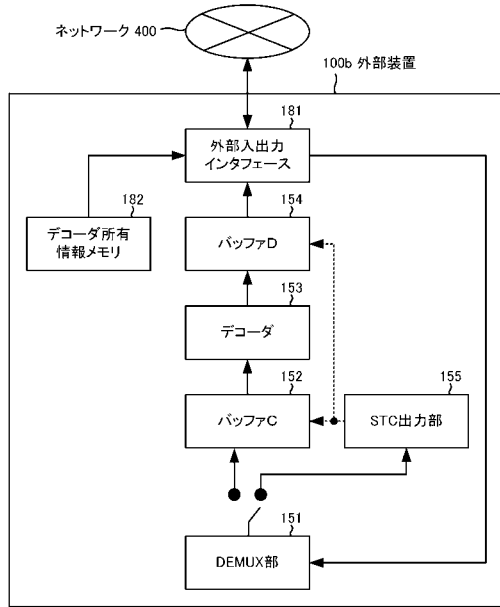 ネットワーク 400
100b 外部装置
181
外部入出力
インタフェース
182
デコーダ所有
情報メモリ
154
バッファD
153
デコーダ
152
バッファC
155
STC出力部
151
DEMUX部